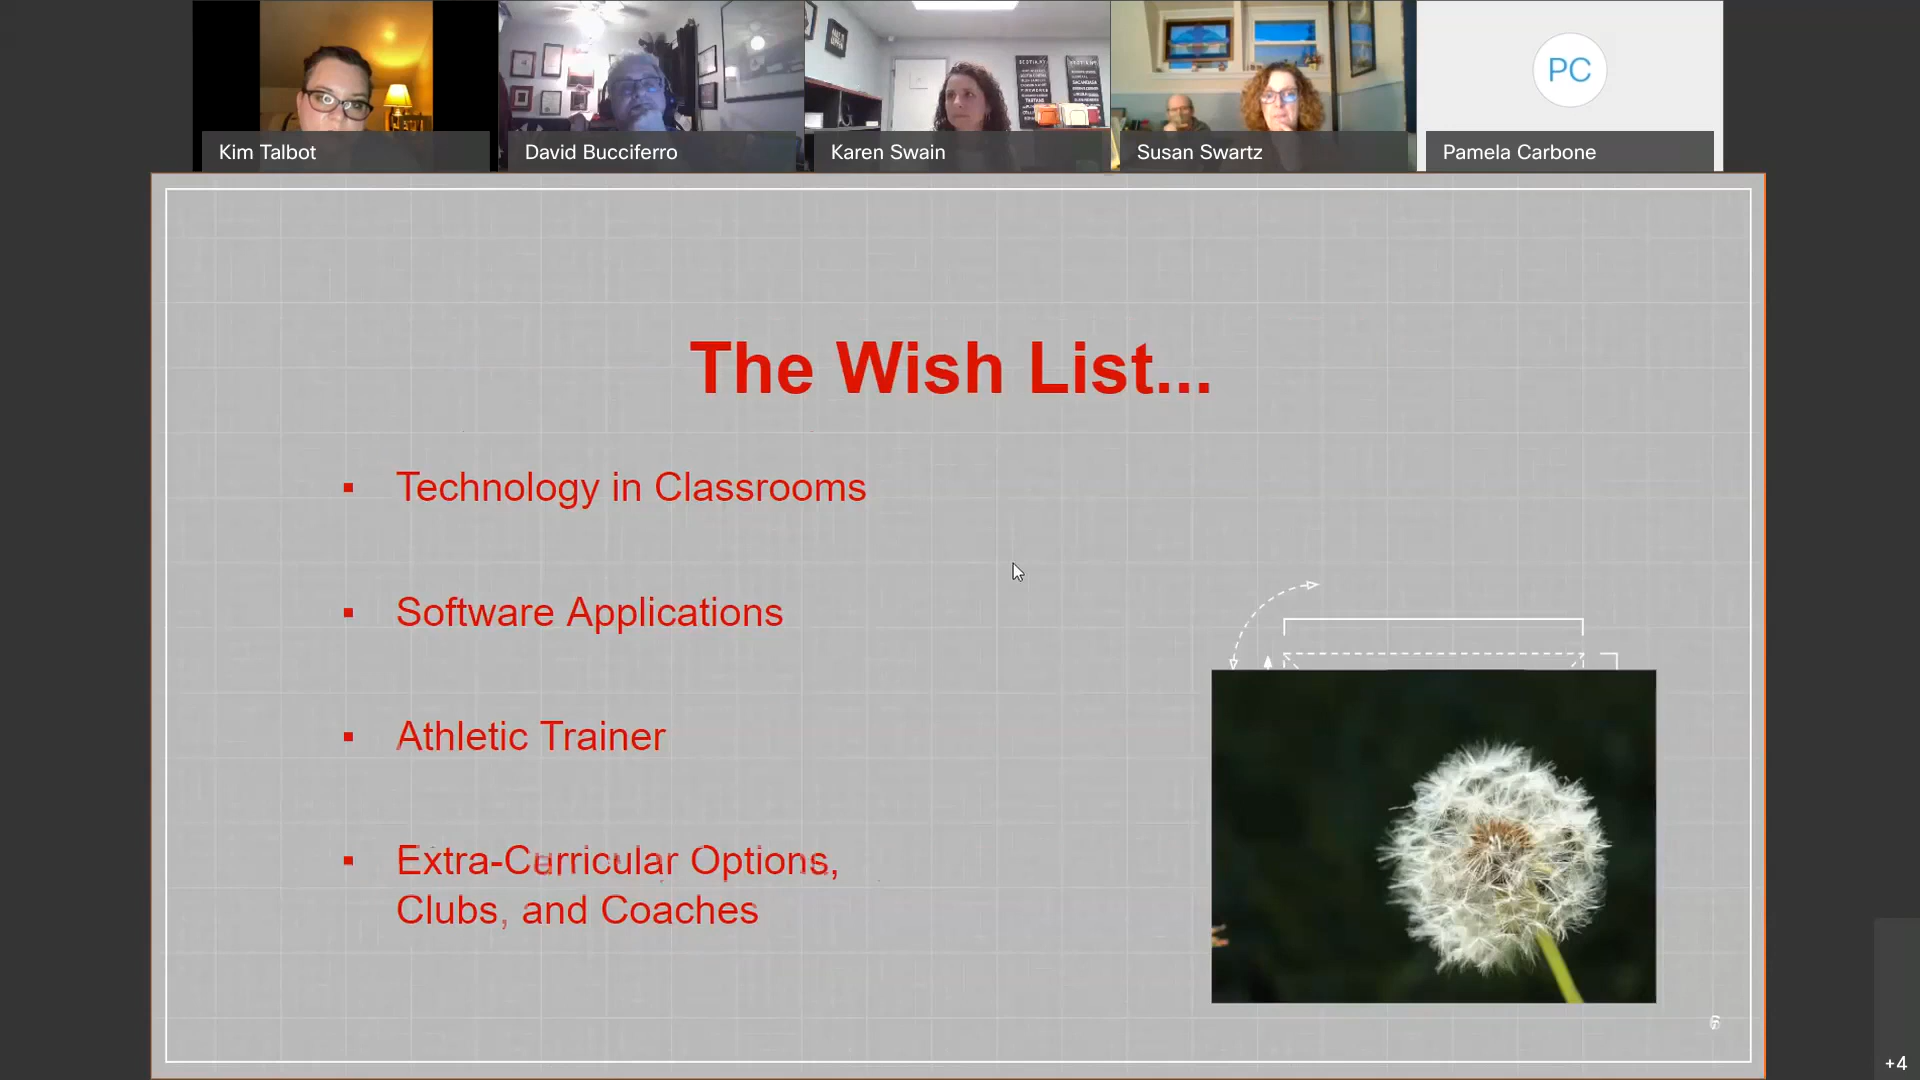 Kim Talbot
David Bucciferro
Karen Swain
Susan Swartz
PC
Pamela Carbone
The Wish List...
▪ Technology in Classrooms
▪ Software Applications
▪ Athletic Trainer
▪ Extra-Curricular Options,
Clubs, and Coaches
+4